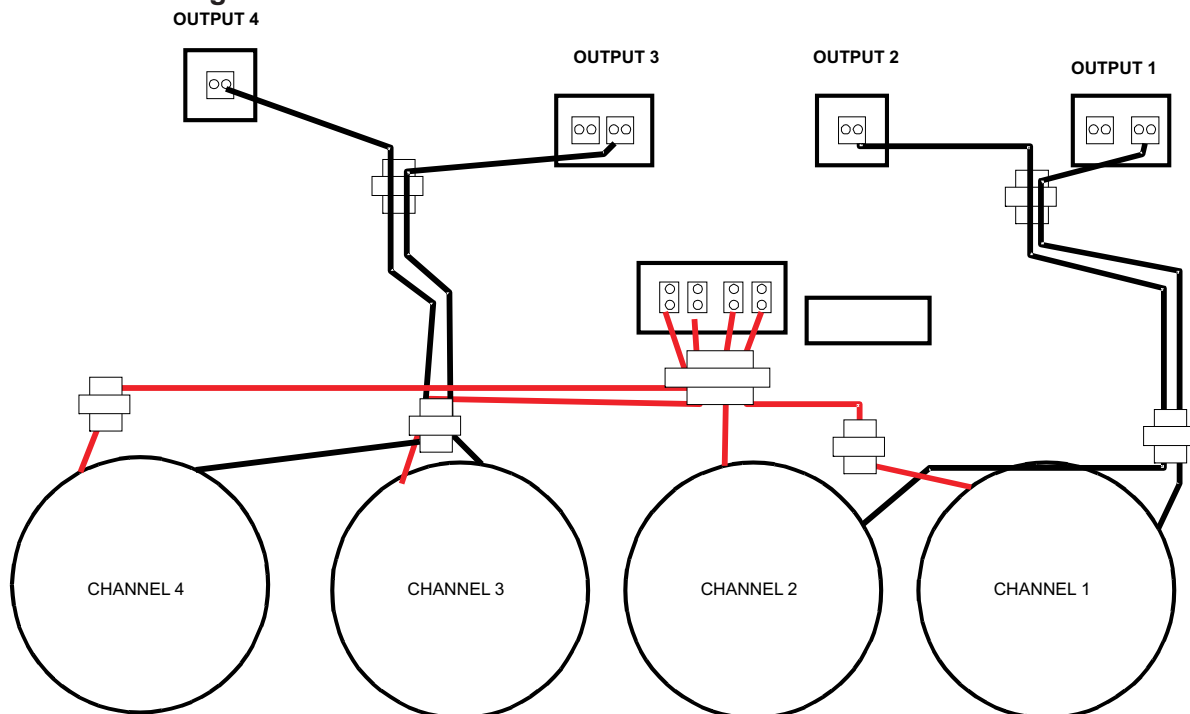 OUTPUT 4
OUTPUT 3
OUTPUT 2
OUTPUT 1
CHANNEL 4
CHANNEL 3
CHANNEL 2
CHANNEL 1